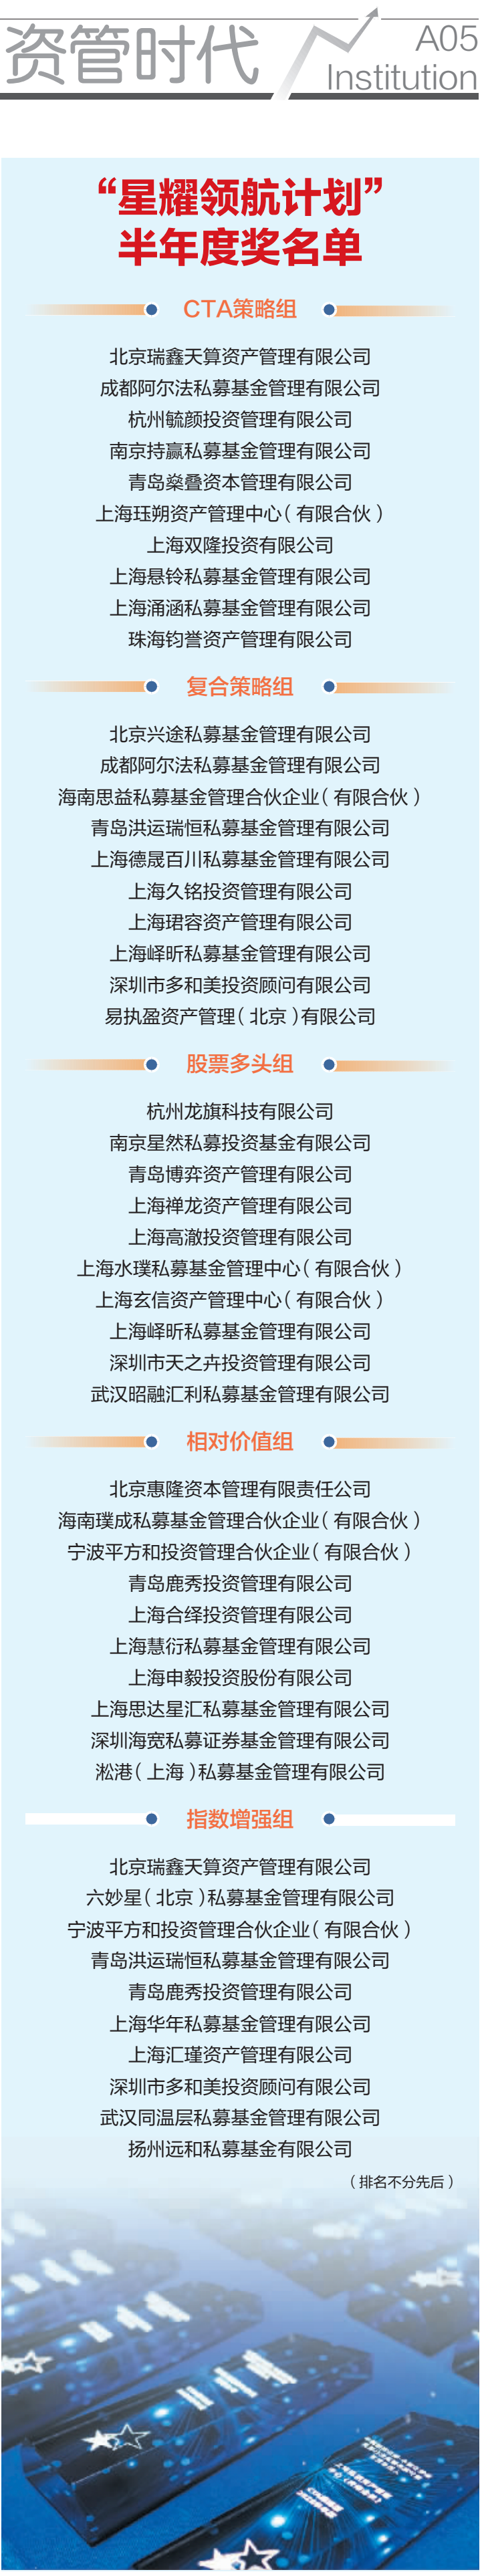 资管时代
A05
Institution
“星耀领航计划”
半年度奖名单
CTA策略组
北京瑞鑫天算资产管理有限公司
成都阿尔法私募基金管理有限公司
杭州毓颜投资管理有限公司
南京持赢私募基金管理有限公司
青岛燊叠资本管理有限公司
上海珏朔资产管理中心（有限合伙）
上海双隆投资有限公司
上海悬铃私募基金管理有限公司
上海涌涵私募基金管理有限公司
珠海钧誉资产管理有限公司
复合策略组
北京兴途私募基金管理有限公司
成都阿尔法私募基金管理有限公司
海南思益私募基金管理合伙企业（有限合伙）
青岛洪运瑞恒私募基金管理有限公司
上海德晟百川私募基金管理有限公司
上海久铭投资管理有限公司
上海珺容资产管理有限公司
上海峄昕私募基金管理有限公司
深圳市多和美投资顾问有限公司
易执盈资产管理（北京）有限公司
股票多头组
杭州龙旗科技有限公司
南京星然私募投资基金有限公司
青岛博弈资产管理有限公司
上海禅龙资产管理有限公司
上海高澈投资管理有限公司
上海水璞私募基金管理中心（有限合伙）
上海玄信资产管理中心（有限合伙）
上海峄昕私募基金管理有限公司
深圳市天之卉投资管理有限公司
武汉昭融汇利私募基金管理有限公司
相对价值组
北京惠隆资本管理有限责任公司
海南璞成私募基金管理合伙企业（有限合伙）
宁波平方和投资管理合伙企业（有限合伙）
青岛鹿秀投资管理有限公司
上海合绎投资管理有限公司
上海慧衍私募基金管理有限公司
上海申毅投资股份有限公司
上海思达星汇私募基金管理有限公司
深圳海宽私募证券基金管理有限公司
淞港（上海）私募基金管理有限公司
指数增强组
北京瑞鑫天算资产管理有限公司
六妙星（北京）私募基金管理有限公司
宁波平方和投资管理合伙企业（有限合伙）
青岛洪运瑞恒私募基金管理有限公司
青岛鹿秀投资管理有限公司
上海华年私募基金管理有限公司
上海汇瑾资产管理有限公司
深圳市多和美投资顾问有限公司
武汉同温层私募基金管理有限公司
扬州远和私募基金有限公司
（排名不分先后）